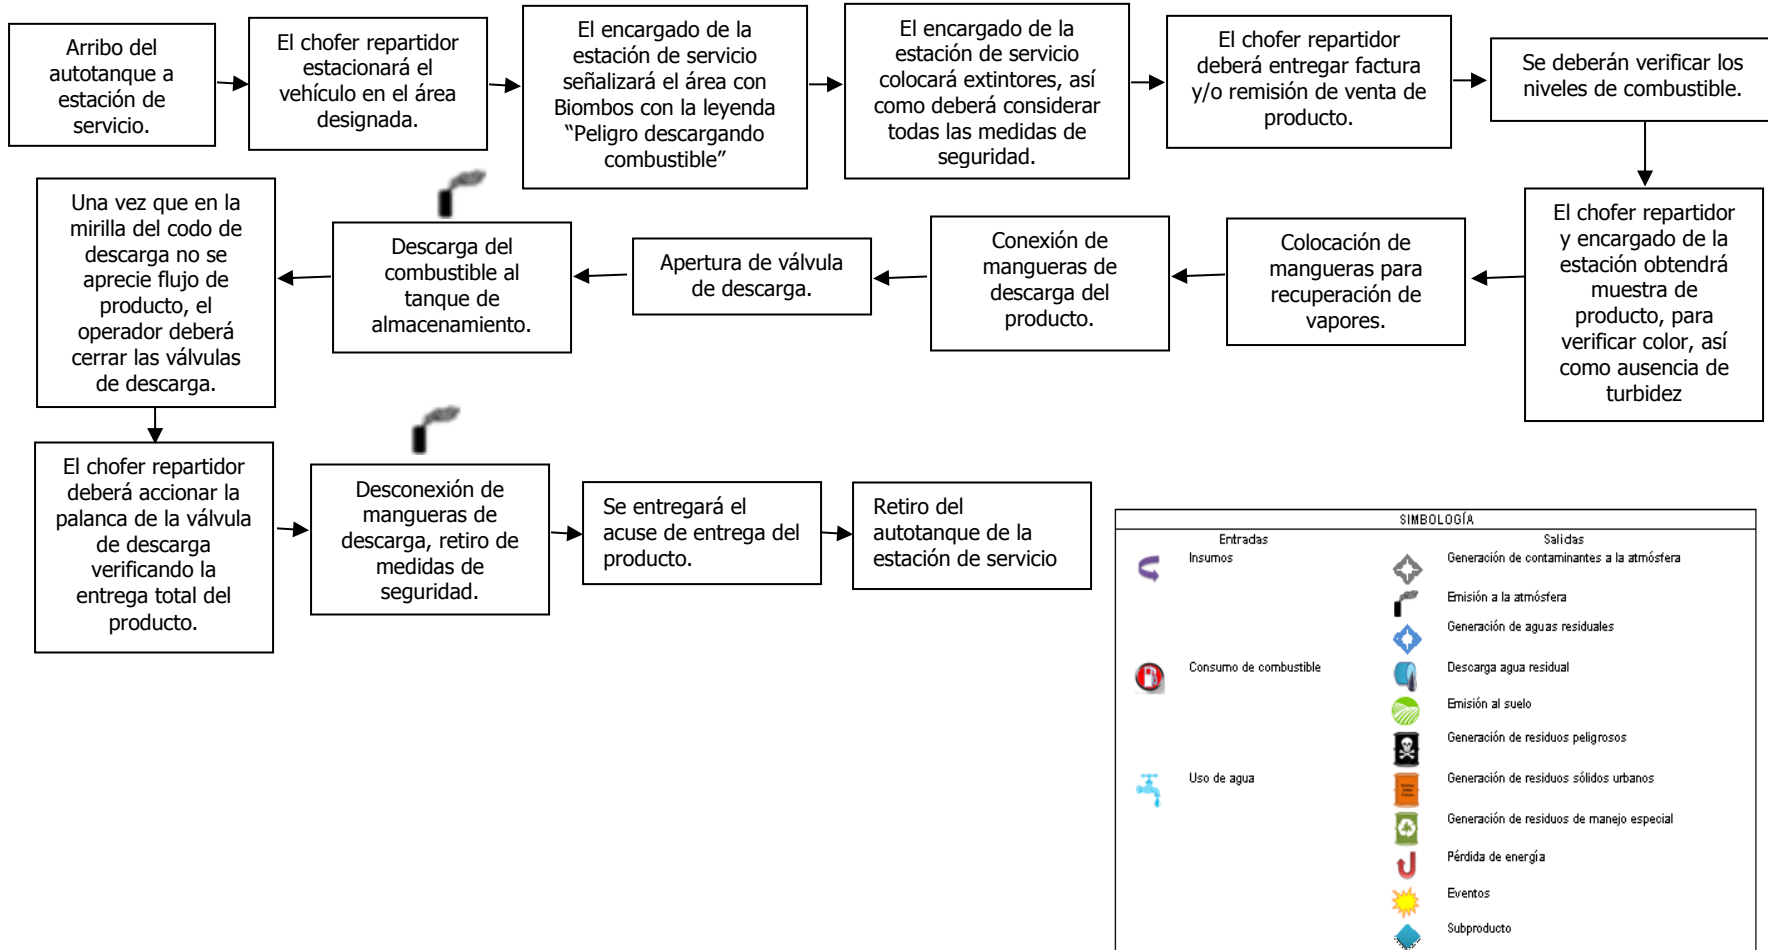 Arribo del
autotanque a
estación de
servicio.
El chofer repartidor
estacionará el
vehículo en el área
designada.
El encargado de la
estación de servicio
señalizará el área con
Biombos con la leyenda
“Peligro descargando
combustible”
El encargado de la
estación de servicio
colocará extintores, así
como deberá considerar
todas las medidas de
seguridad.
El chofer repartidor
deberá entregar factura
y/o remisión de venta de
producto.
Se deberán verificar los
niveles de combustible.
El chofer repartidor
y encargado de la
estación obtendrá
muestra de
producto, para
verificar color, así
como ausencia de
turbidez
Colocación de
mangueras para
recuperación de
vapores.
Conexión de
mangueras de
descarga del
producto.
Apertura de válvula
de descarga.
Descarga del
combustible al
tanque de
almacenamiento.
Una vez que en la
mirilla del codo de
descarga no se
aprecie flujo de
producto, el
operador deberá
cerrar las válvulas
de descarga.
El chofer repartidor
deberá accionar la
palanca de la válvula
de descarga
verificando la
entrega total del
producto.
Desconexión de
mangueras de
descarga, retiro de
medidas de
seguridad.
Se entregará el
acuse de entrega del
producto.
Retiro del
autotanque de la
estación de servicio
SIMBOLOGÍA
Entradas
Insumos
Consumo de combustible
Uso de agua
Salidas
Generación de contaminantes a la atmósfera
Emisión a la atmósfera
Generación de aguas residuales
Descarga agua residual
Emisión al suelo
Generación de residuos peligrosos
Generación de residuos sólidos urbanos
Generación de residuos de manejo especial
Pérdida de energía
Eventos
Subproducto